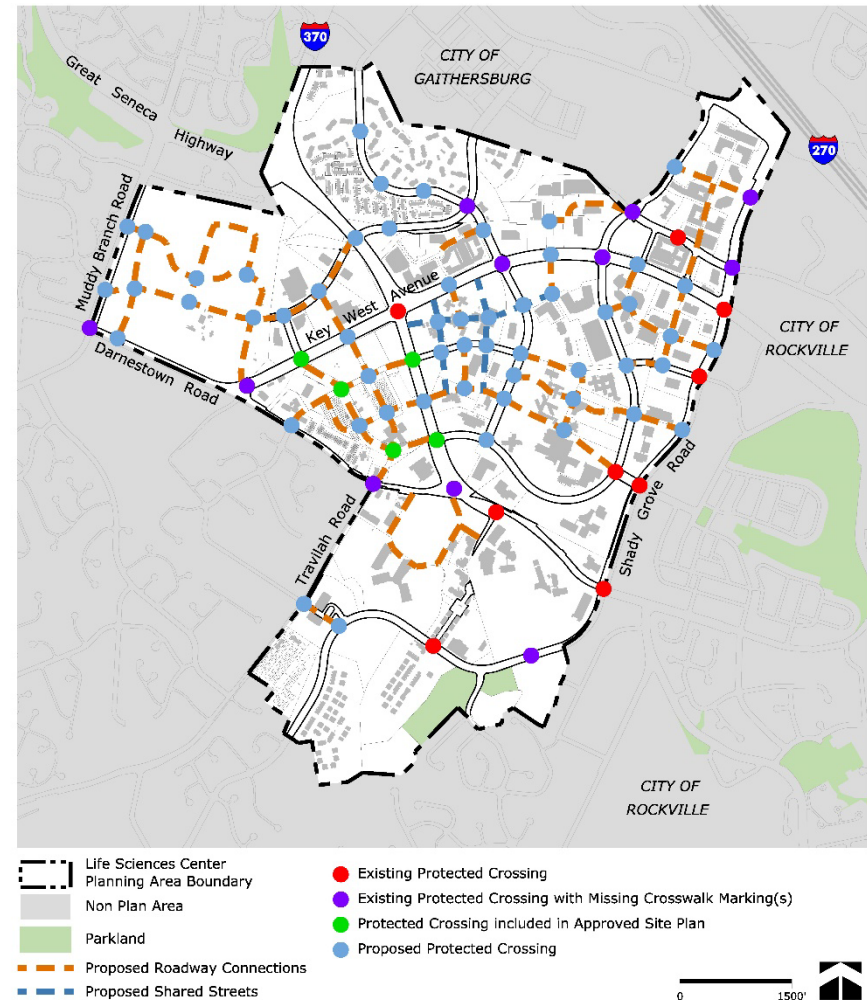 370
CITY OF
GAITHERSBURG
Great Seneca
Highway
270
Muddy Branch Road
Key West Avenue
CITY OF
ROCKVILLE
Darnestown Road
Shady Grove Road
Travilah Road
CITY OF
ROCKVILLE
Life Sciences Center
Planning Area Boundary
Non Plan Area
Parkland
Proposed Roadway Connections
Proposed Shared Streets
Existing Protected Crossing
Existing Protected Crossing with Missing Crosswalk Marking(s)
Protected Crossing included in Approved Site Plan
Proposed Protected Crossing
0 1500'